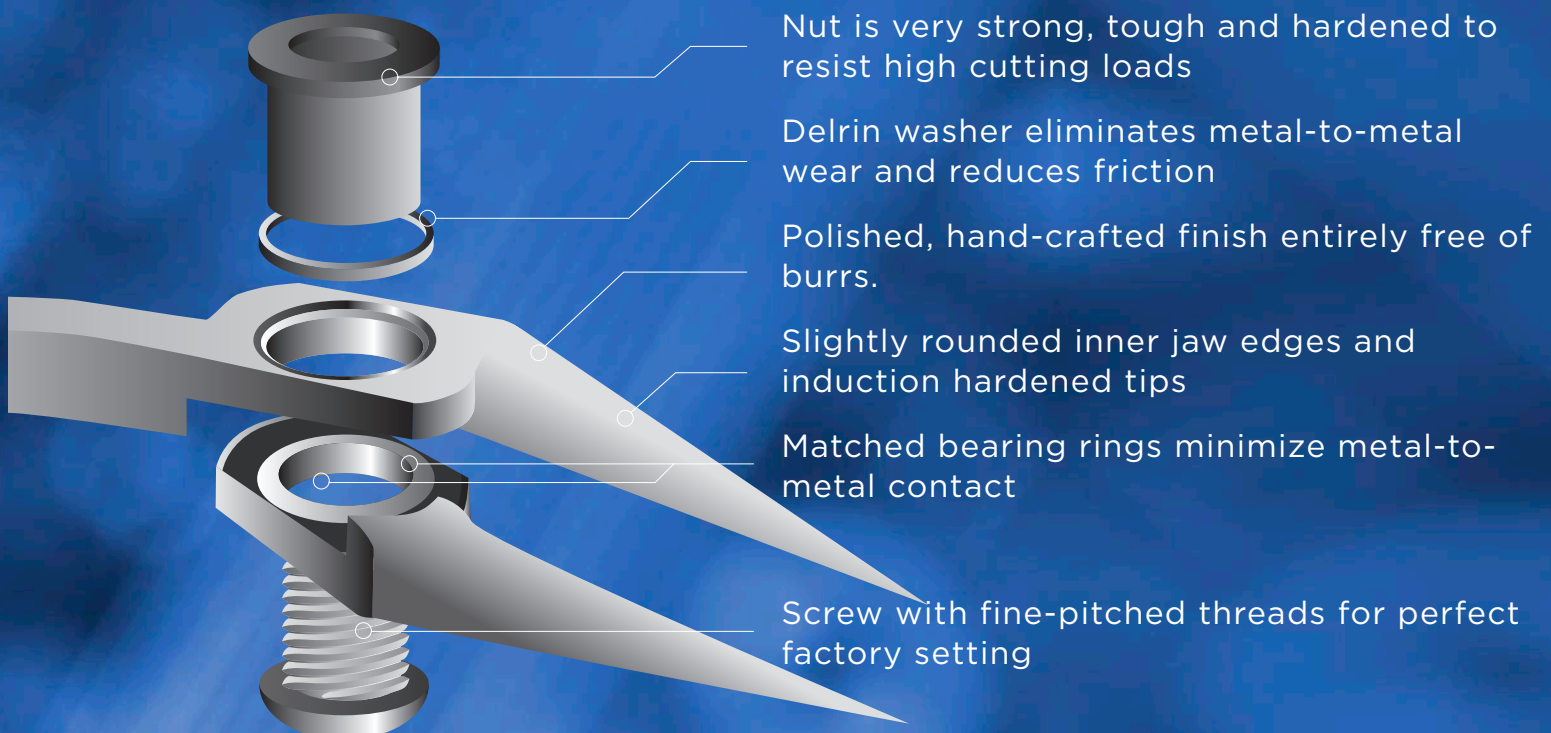 Nut is very strong, tough and hardened to
resist high cutting loads
Delrin washer eliminates metal-to-metal
wear and reduces friction
Polished, hand-crafted finish entirely free of
burrs.
Slightly rounded inner jaw edges and
induction hardened tips
Matched bearing rings minimize metal-to-
metal contact
Screw with fine-pitched threads for perfect
factory setting